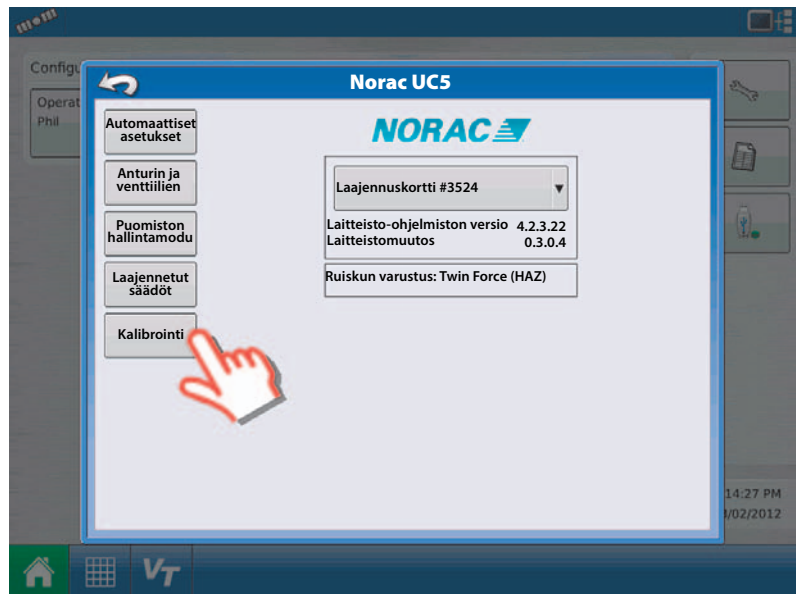 Configu
Operat
Phil
Norac UC5
Automaattiset
asetukset
Anturin ja
venttiilien
Puomiston
hallintamodu
Laajennetut
säädöt
Kalibrointi
NORAC
Laajennuskortti #3524
Laitteisto-ohjelmiston versio 4.2.3.22
Laitteistomuutos 0.3.0.4
Ruiskun varustus: Twin Force (HAZ)
14:27 PM
/02/2012
VT